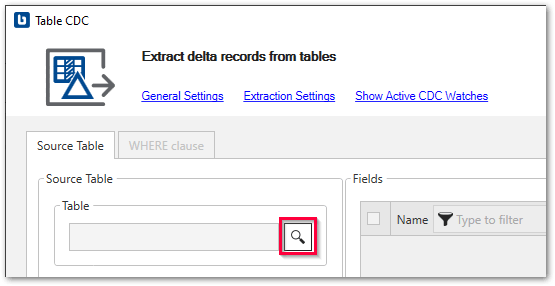 Table CDC
Extract delta records from tables
General Settings Extraction Settings Show Active CDC Watches
Source Table WHERE clause
Source Table Fields
Table
Name Type to filter